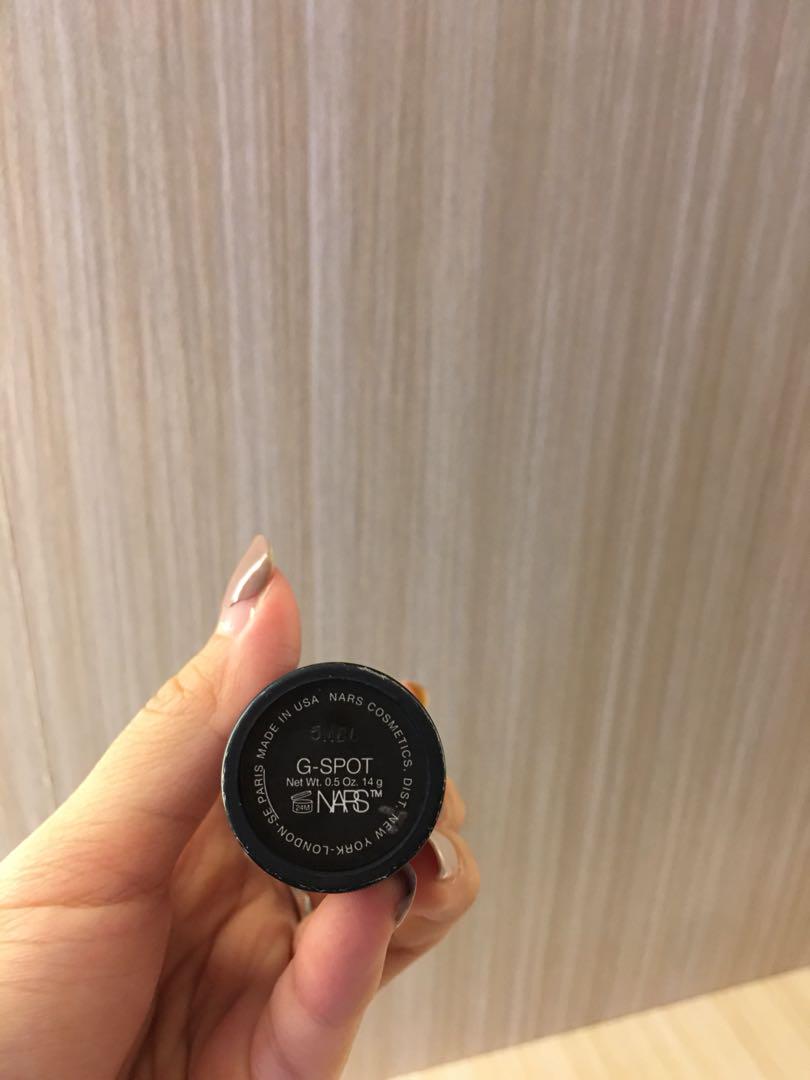 MADE IN USA NARS COSMETICS, DIST. NEW YORK-LONDON-SE PARIS
G-SPOT
Net Wt. 0.5 Oz. 14 g
24M NARS™